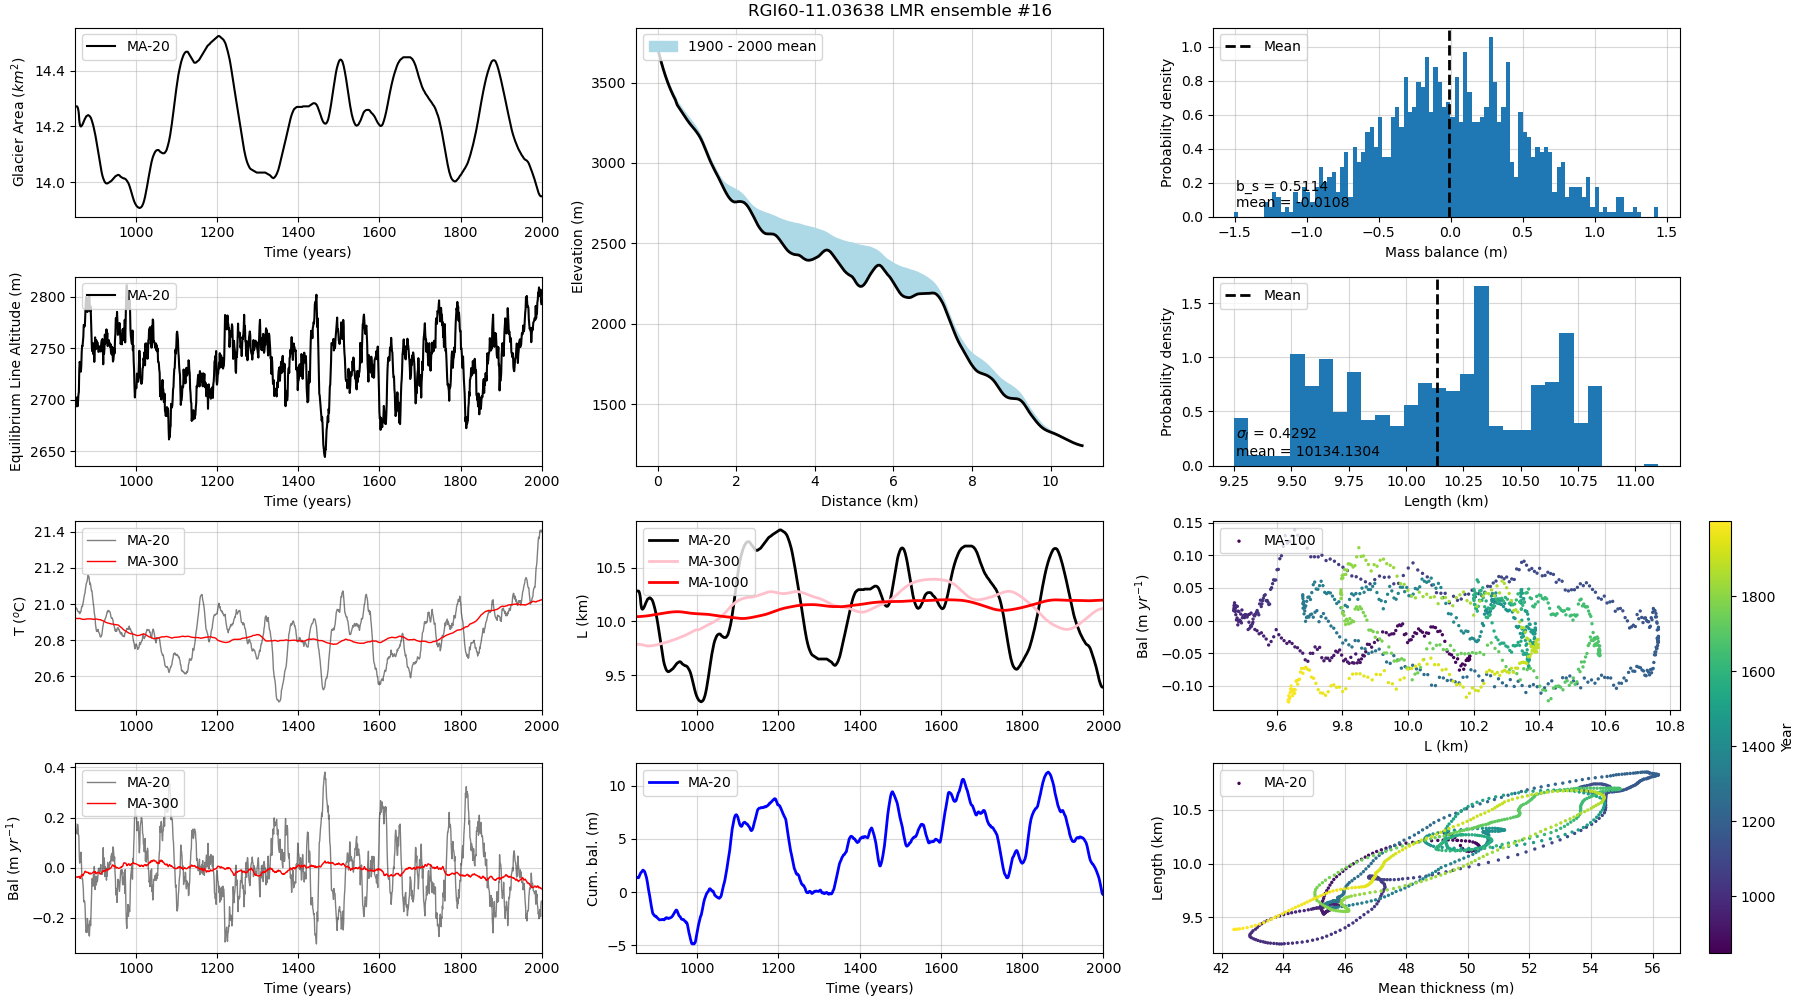 RGI60-11.03638 LMR ensemble #16
MA-20
Glacier Area (km²)
14.4
14.2
14.0
1000 1200 1400 1600 1800 2000
Time (years)
MA-20
Equilibrium Line Altitude (m)
2800
2750
2700
2650
1000 1200 1400 1600 1800 2000
Time (years)
MA-20
MA-300
T (°C)
21.4
21.2
21.0
20.8
20.6
1000 1200 1400 1600 1800 2000
MA-20
MA-300
Bal (m yr⁻¹)
0.4
0.2
0.0
−0.2
1000 1200 1400 1600 1800 2000
Time (years)
1900 - 2000 mean
Elevation (m)
3500
3000
2500
2000
1500
0 2 4 6 8 10
Distance (km)
MA-20
MA-300
MA-1000
L (km)
10.5
10.0
9.5
1000 1200 1400 1600 1800 2000
MA-20
Cum. bal. (m)
10
5
0
−5
1000 1200 1400 1600 1800 2000
Time (years)
Mean
Probability density
1.0
0.8
0.6
0.4
0.2
0.0
b_s = 0.5114
mean = -0.0108
−1.5 −1.0 −0.5 0.0 0.5 1.0 1.5
Mass balance (m)
Mean
Probability density
1.5
1.0
0.5
0.0
σₗ = 0.4292
mean = 10134.1304
9.25 9.50 9.75 10.00 10.25 10.50 10.75 11.00
Length (km)
MA-100
Bal (m yr⁻¹)
0.15
0.10
0.05
0.00
−0.05
−0.10
9.6 9.8 10.0 10.2 10.4 10.6 10.8
L (km)
MA-20
Length (km)
10.5
10.0
9.5
42 44 46 48 50 52 54 56
Mean thickness (m)
1800
1600
1400
1200
1000
Year